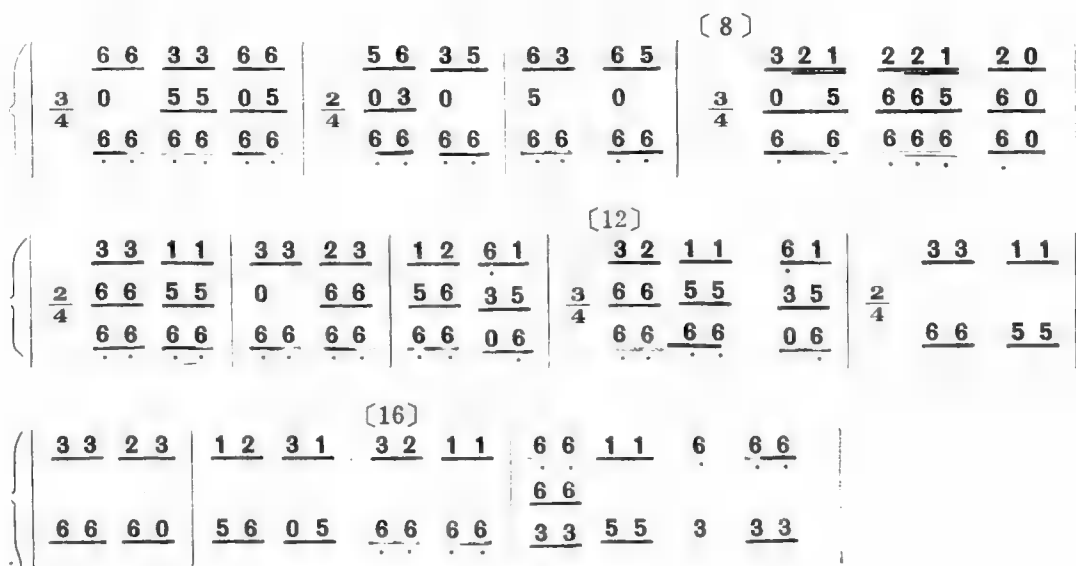 〔8〕
6 6 3 3 6 6 5 6 3 5 6 3 6 5 3 2 1 2 2 1 2 0
3/4 0 5 5 0 5 2/4 0 3 0 5 0 3/4 0 5 6 6 5 6 0
6 6 6 6 6 6 6 6 6 6 6 6 6 6 6 6 6 6 6 6 0
〔12〕
3 3 1 1 3 3 2 3 1 2 6 1 3 2 1 1 6 1 3 3 1 1
2/4 6 6 5 5 0 6 6 5 6 3 5 3/4 6 6 5 5 3 5 2/4
6 6 6 6 6 6 6 6 6 6 0 6 6 6 6 6 0 6 6 6 5 5
〔16〕
3 3 2 3 1 2 3 1 3 2 1 1 6 6 1 1 6 6 6
6 6
6 6 6 0 5 6 0 5 6 6 6 6 3 3 5 5 3 3 3